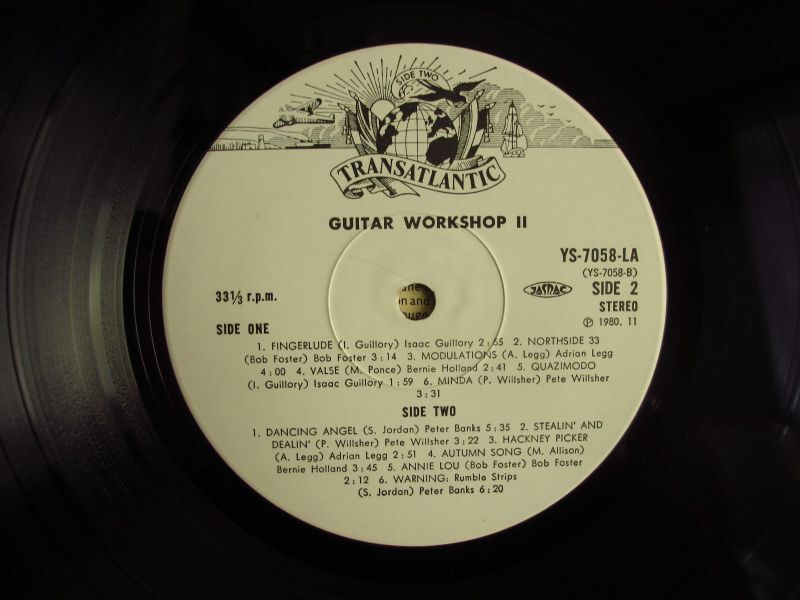 SIDE TWO
TRANSATLANTIC
GUITAR WORKSHOP II
YS-7058-LA
(YS-7058-B)
33 1/3 r.p.m.
JASRAC
SIDE 2
STEREO
℗ 1980. 11
SIDE ONE
1. FINGERLUDE (I. Guillory) Isaac Guillory 2:55 2. NORTHSIDE 33
(Bob Foster) Bob Foster 3:14 3. MODULATIONS (A. Legg) Adrian Legg
4:00 4. VALSE (M. Ponce) Bernie Holland 2:41 5. QUAZIMODO
(I. Guillory) Isaac Guillory 1:59 6. MINDA (P. Willsher) Pete Willsher
3:31
SIDE TWO
1. DANCING ANGEL (S. Jordan) Peter Banks 5:35 2. STEALIN' AND
DEALIN' (P. Willsher) Pete Willsher 3:22 3. HACKNEY PICKER
(A. Legg) Adrian Legg 2:51 4. AUTUMN SONG (M. Allison)
Bernie Holland 3:45 5. ANNIE LOU (Bob Foster) Bob Foster
2:12 6. WARNING: Rumble Strips
(S. Jordan) Peter Banks 6:20